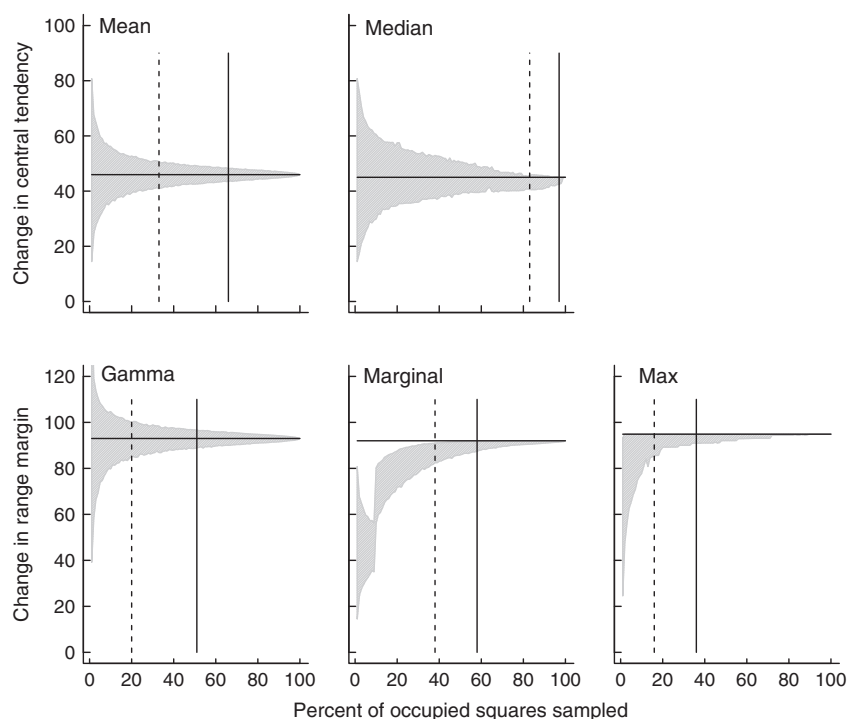 Mean
Median
Change in central tendency
100
80
60
40
20
0
Gamma
Marginal
Max
Change in range margin
120
100
80
60
40
20
0
0 20 40 60 80 100
0 20 40 60 80 100
0 20 40 60 80 100
Percent of occupied squares sampled